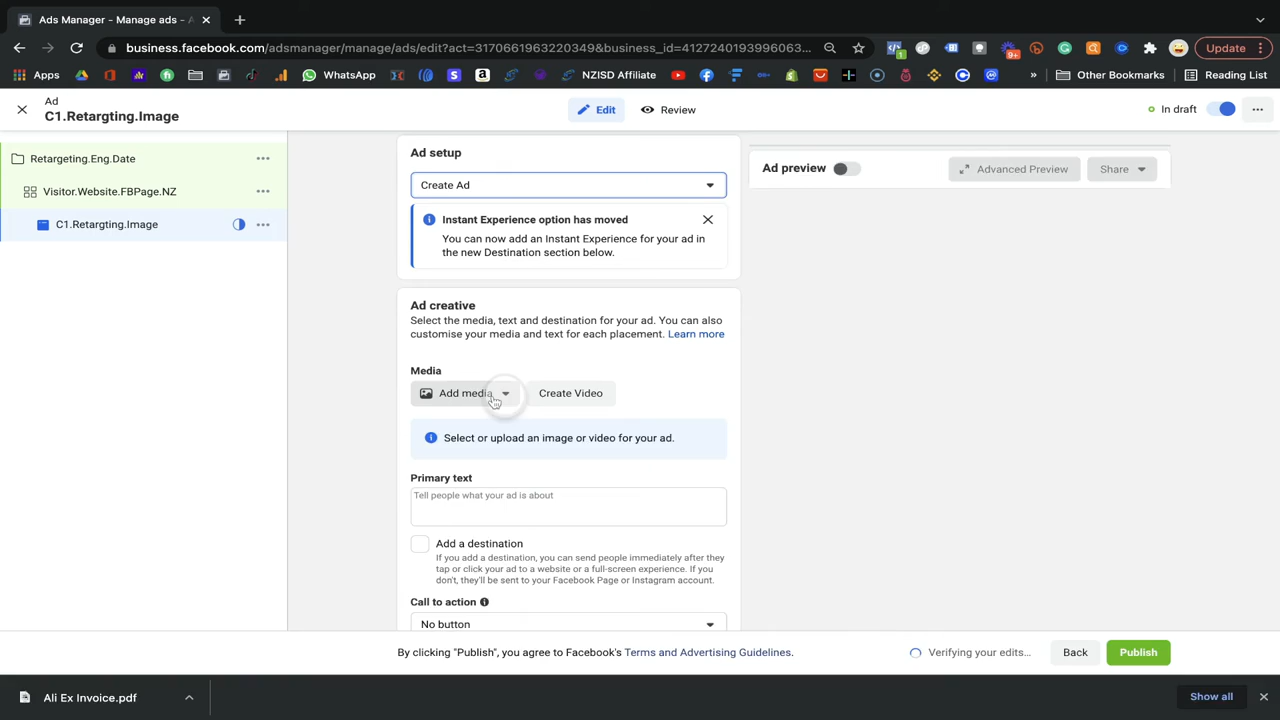 Ads Manager - Manage ads - A
business.facebook.com/adsmanager/manage/ads/edit?act=3170661963220349&business_id=41272401939960 63...
Update
Apps
WhatsApp
NZISD Affiliate
Other Bookmarks
Reading List
Ad
C1.Retargting.Image
Edit
Review
In draft
Retargeting.Eng.Date
Visitor.Website.FBPage.NZ
C1.Retargting.Image
Ad setup
Create Ad
Instant Experience option has moved
You can now add an Instant Experience for your ad in
the new Destination section below.
Ad preview
Advanced Preview
Share
Ad creative
Select the media, text and destination for your ad. You can also
customise your media and text for each placement. Learn more
Media
Add media
Create Video
Select or upload an image or video for your ad.
Primary text
Tell people what your ad is about
Add a destination
If you add a destination, you can send people immediately after they
tap or click your ad to a website or a full-screen experience. If you
don't, they'll be sent to your Facebook Page or Instagram account.
Call to action
No button
By clicking "Publish", you agree to Facebook's Terms and Advertising Guidelines.
Verifying your edits...
Back
Publish
Ali Ex Invoice.pdf
Show all